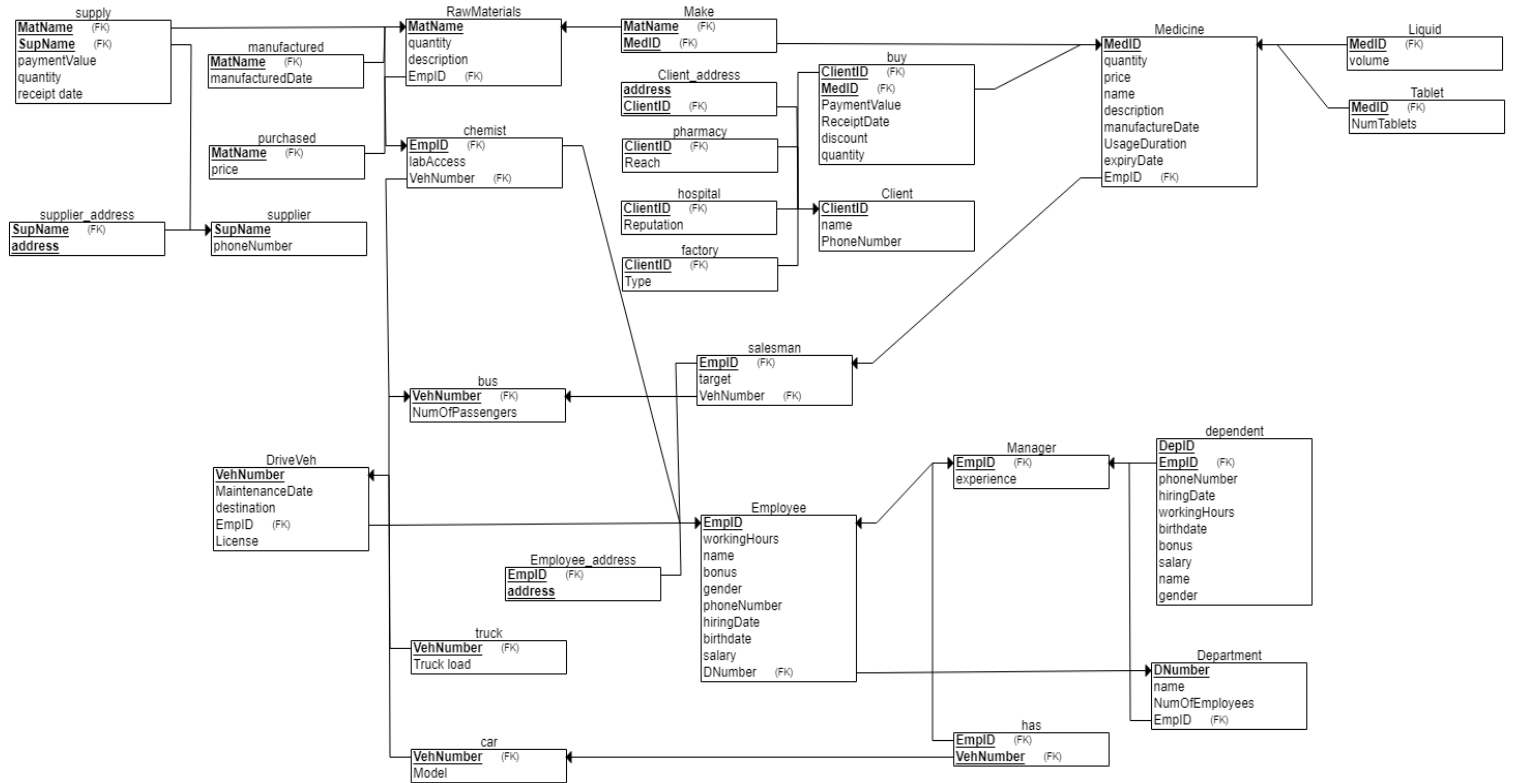 supply
MatName (FK)
SupName (FK)
paymentValue
quantity
receipt date
manufactured
MatName (FK)
manufacturedDate
purchased
MatName (FK)
price
supplier_address
SupName (FK)
address
supplier
SupName
phoneNumber
RawMaterials
MatName
quantity
description
EmpID (FK)
chemist
EmpID (FK)
labAccess
VehNumber (FK)
Make
MatName (FK)
MedID (FK)
Client_address
address
ClientID (FK)
pharmacy
ClientID (FK)
Reach
hospital
ClientID (FK)
Reputation
factory
ClientID (FK)
Type
buy
ClientID (FK)
MedID (FK)
PaymentValue
ReceiptDate
discount
quantity
Client
ClientID
name
PhoneNumber
Medicine
MedID
quantity
price
name
description
manufactureDate
UsageDuration
expiryDate
EmpID (FK)
Liquid
MedID (FK)
volume
Tablet
MedID (FK)
NumTablets
salesman
EmpID (FK)
target
VehNumber (FK)
bus
VehNumber (FK)
NumOfPassengers
DriveVeh
VehNumber
MaintenanceDate
destination
EmpID (FK)
License
Employee_address
EmpID (FK)
address
truck
VehNumber (FK)
Truck load
car
VehNumber (FK)
Model
Employee
EmpID
workingHours
name
bonus
gender
phoneNumber
hiringDate
birthdate
salary
DNumber (FK)
Manager
EmpID (FK)
experience
dependent
DepID
EmpID (FK)
phoneNumber
hiringDate
workingHours
birthdate
bonus
salary
name
gender
Department
DNumber
name
NumOfEmployees
EmpID (FK)
has
EmpID (FK)
VehNumber (FK)